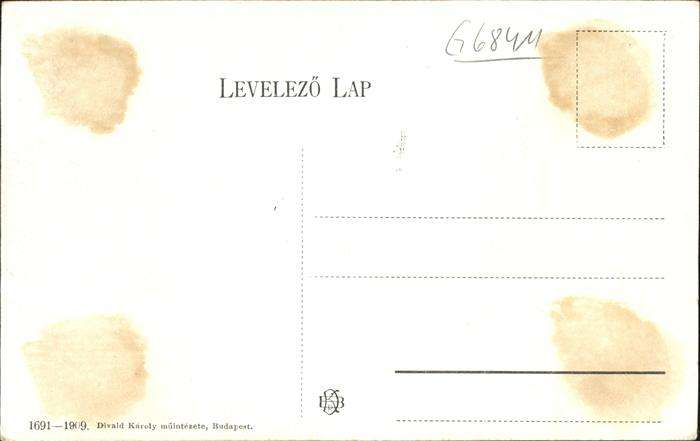 G6844
LEVELEZŐ LAP
1691—1909. Divald Károly műintézete, Budapest.